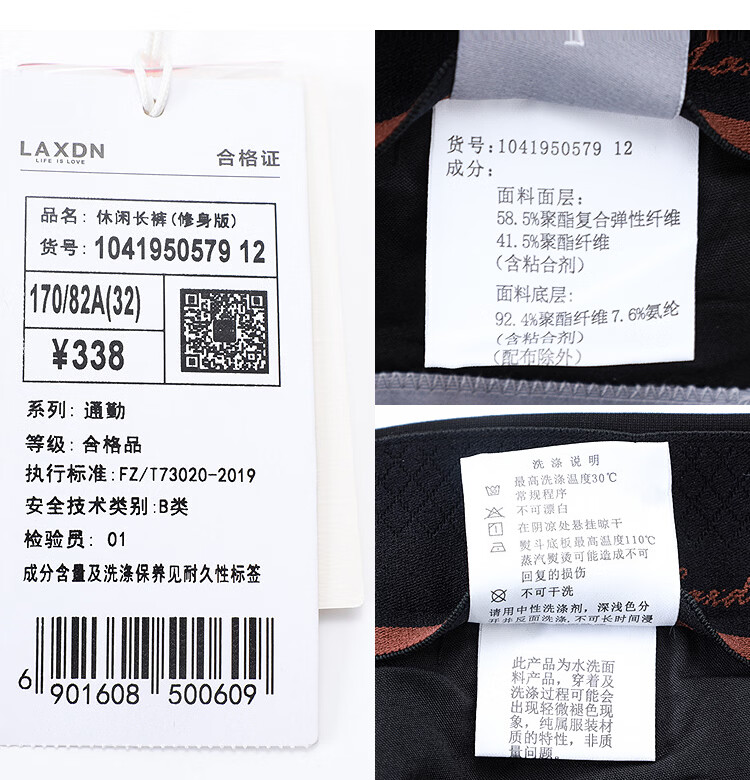 LAXDN
LIFE IS LOVE
合格证
品名: 休闲长裤(修身版)
货号: 1041950579 12
170/82A(32)
¥338
系列: 通勤
等级: 合格品
执行标准: FZ/T73020-2019
安全技术类别: B类
检验员: 01
成分含量及洗涤保养见耐久性标签
6 901608 500609
货号: 1041950579 12
成分:
面料面层:
58.5%聚酯复合弹性纤维
41.5%聚酯纤维
(含粘合剂)
面料底层:
92.4%聚酯纤维 7.6%氨纶
(含粘合剂)
(配布除外)
洗涤说明
最高洗涤温度30℃
常规程序
不可漂白
在阴凉处悬挂晾干
熨斗底板最高温度110℃
蒸汽熨烫可能造成不可
回复的损伤
不可干洗
请用中性洗涤剂, 深浅色分
开并反面洗涤, 不可长时间浸
此产品为水洗面
料产品, 穿着及
洗涤过程可能会
出现轻微褪色现
象, 纯属服装材
质的特性, 非质
量问题。